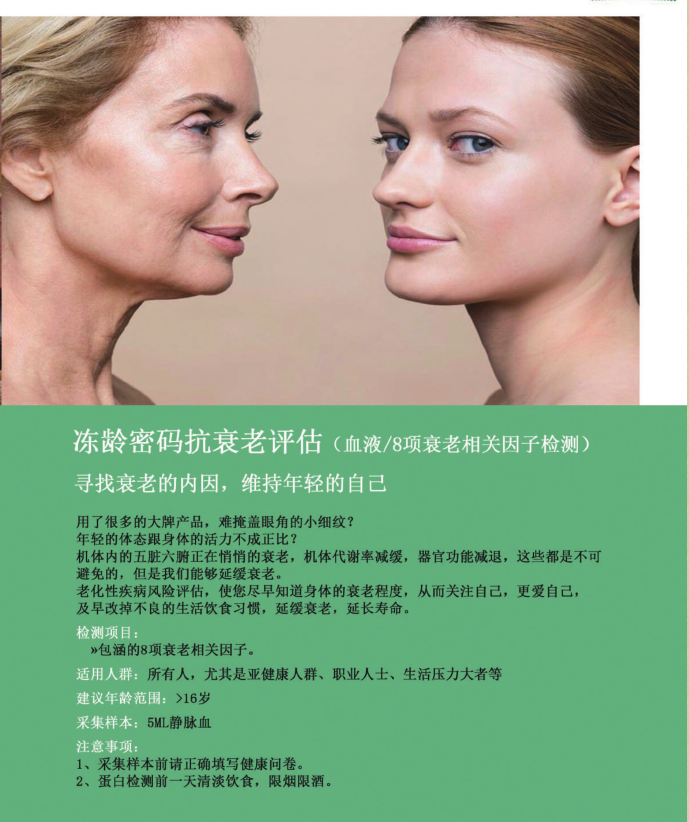 冻龄密码抗衰老评估（血液/8项衰老相关因子检测）
寻找衰老的内因，维持年轻的自己
用了很多的大牌产品，难掩盖眼角的小细纹？
年轻的体态跟身体的活力不成正比？
机体内的五脏六腑正在悄悄的衰老，机体代谢率减缓，器官功能减退，这些都是不可
避免的，但是我们能够延缓衰老。
老化性疾病风险评估，使您尽早知道身体的衰老程度，从而关注自己，更爱自己，
及早改掉不良的生活饮食习惯，延缓衰老，延长寿命。
检测项目：
»包涵的8项衰老相关因子。
适用人群：所有人，尤其是亚健康人群、职业人士、生活压力大者等
建议年龄范围：>16岁
采集样本：5ML静脉血
注意事项：
1、采集样本前请正确填写健康问卷。
2、蛋白检测前一天清淡饮食，限烟限酒。